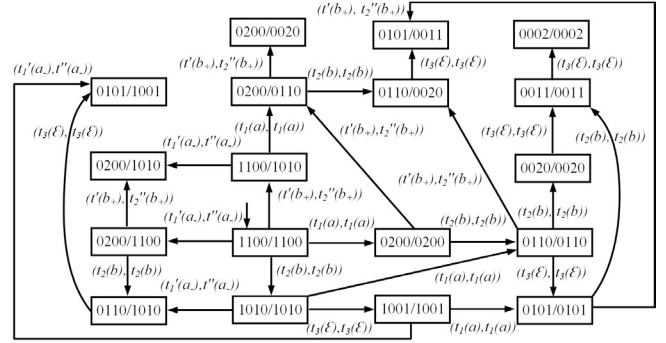 (t'(b₊), t₂''(b₊))
0200/0020
0101/0011
0002/0002
(t₁'(a₋),t''(a₋))
(t'(b₊), t₂''(b₊))
(t₂(b),t₂(b))
(t₃(ℰ),t₃(ℰ))
(t₃(ℰ),t₃(ℰ))
0101/1001
0200/0110
0110/0020
0011/0011
(t₃(ℰ), t₃(ℰ))
(t₁'(a₋),t''(a₋))
(t₁(a), t₁(a))
(t'(b₊),t₂''(b₊))
(t₃(ℰ),t₃(ℰ))
(t₂(b), t₂(b))
0200/1010
1100/1010
0020/0020
(t'(b₊), t₂''(b₊))
(t'(b₊), t₂''(b₊))
(t'(b₊),t₂''(b₊))
(t₁'(a₋),t''(a₋))
(t₁(a),t₁(a))
(t₂(b),t₂(b))
(t₂(b), t₂(b))
0200/1100
1100/1100
0200/0200
0110/0110
(t₂(b), t₂(b))
(t₂(b),t₂(b))
(t₁(a),t₁(a))
(t₃(ℰ), t₃(ℰ))
(t₁'(a₋),t''(a₋))
0110/1010
1010/1010
1001/1001
0101/0101
(t₃(ℰ),t₃(ℰ))
(t₁(a),t₁(a))